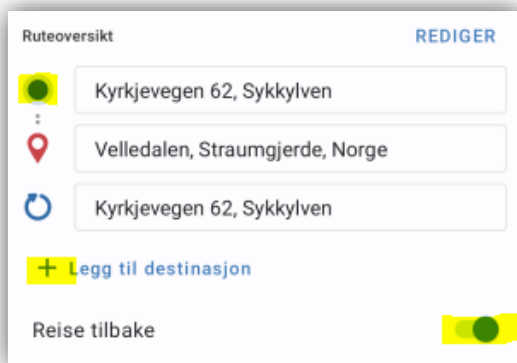 Ruteoversikt REDIGER
Kyrkjevegen 62, Sykkylven
Velledalen, Straumgjerde, Norge
Kyrkjevegen 62, Sykkylven
+ Legg til destinasjon
Reise tilbake